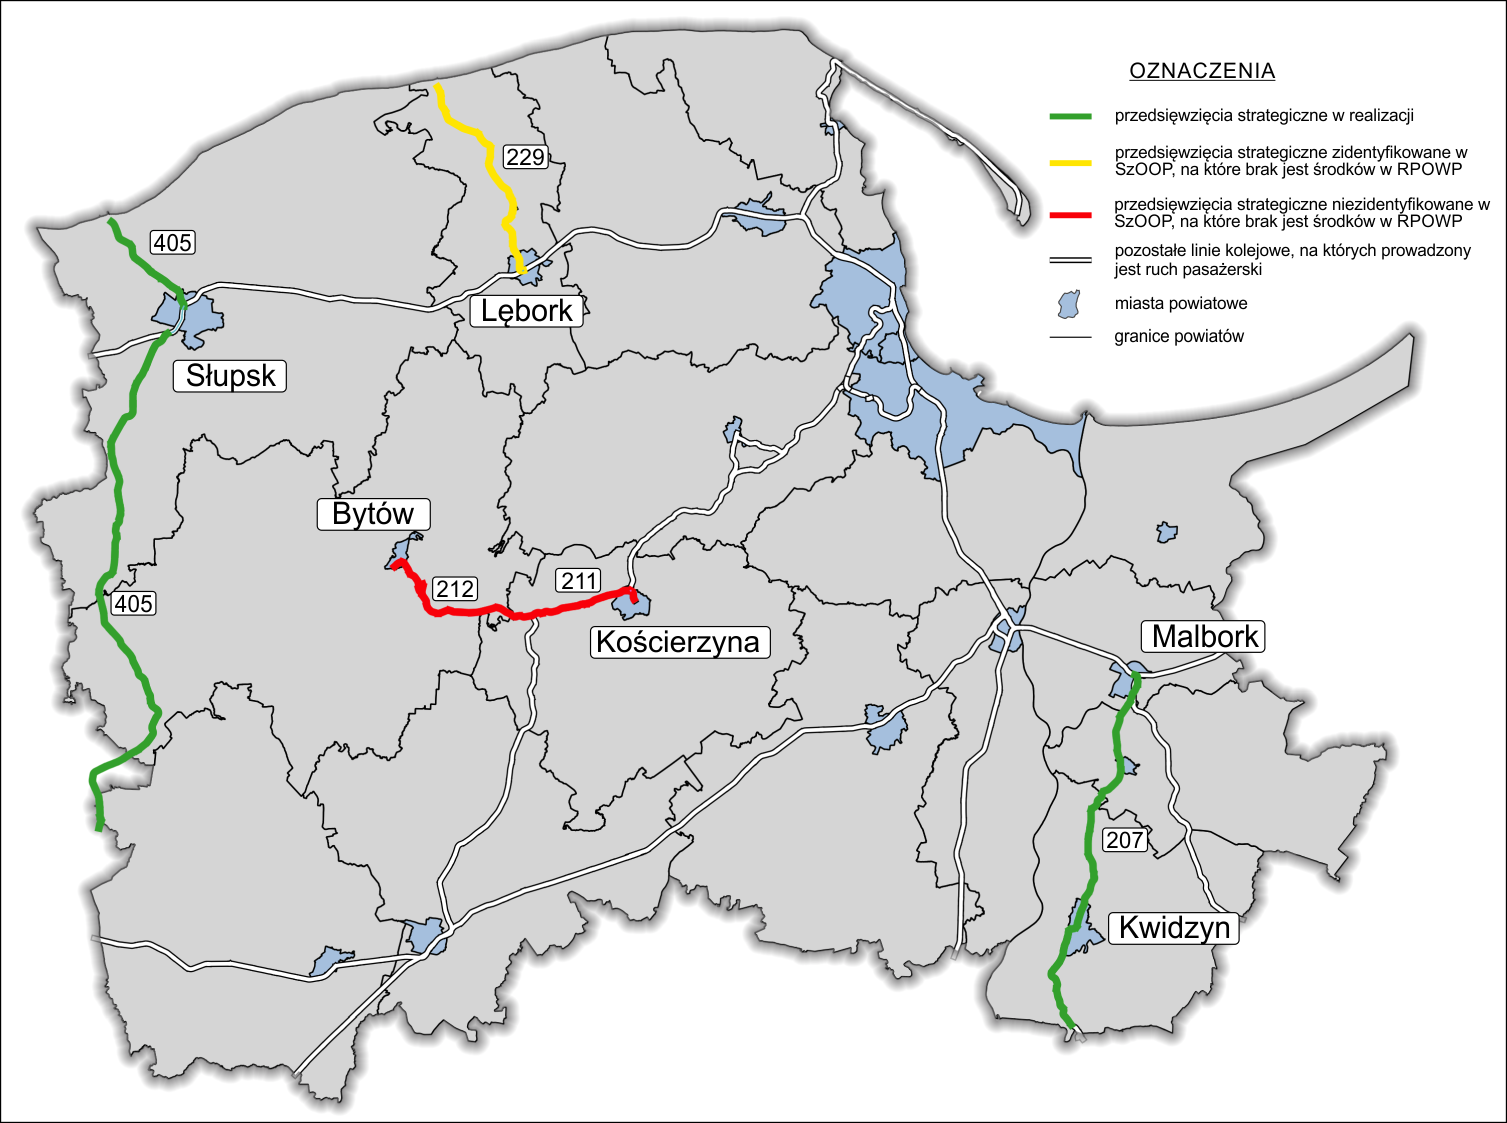 OZNACZENIA
przedsięwzięcia strategiczne w realizacji
przedsięwzięcia strategiczne zidentyfikowane w
SzOOP, na które brak jest środków w RPOWP
przedsięwzięcia strategiczne niezidentyfikowane w
SzOOP, na które brak jest środków w RPOWP
pozostałe linie kolejowe, na których prowadzony
jest ruch pasażerski
miasta powiatowe
granice powiatów
229
405
Lębork
Słupsk
Bytów
212
211
405
Kościerzyna
Malbork
207
Kwidzyn